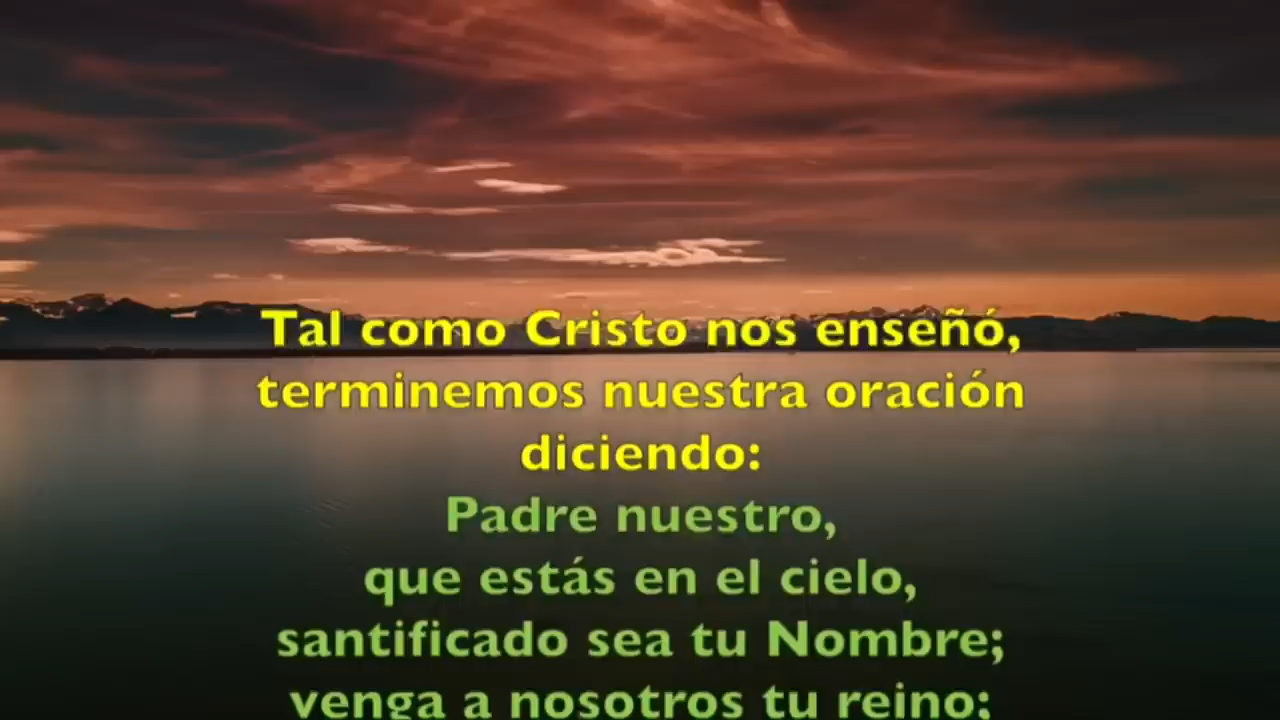 Tal como Cristo nos enseñó,
terminemos nuestra oración
diciendo:
Padre nuestro,
que estás en el cielo,
santificado sea tu Nombre;
venga a nosotros tu reino;